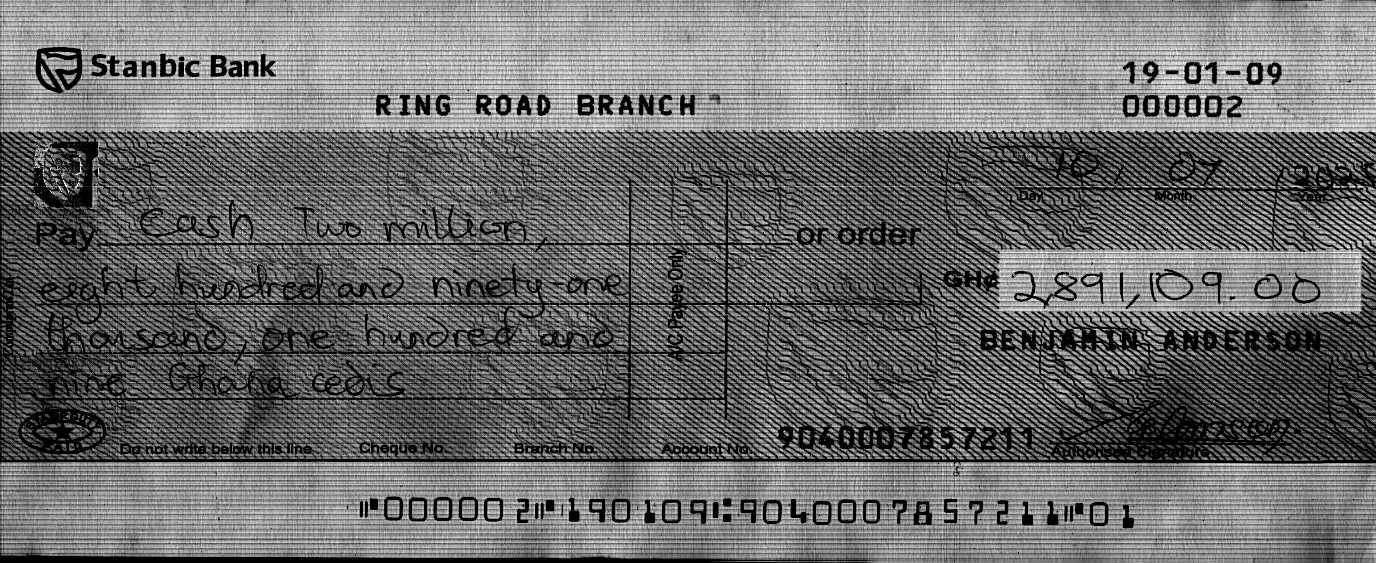 Stanbic Bank
19-01-09
RING ROAD BRANCH
000002
10, 07
Day Month Year
Pay Cash Two million,
or order
eight hundred and ninety-one
A/C Payee Only
GH¢ 2,891,109.00
thousand, one hundred and
BENJAMIN ANDERSON
nine Ghana cedis
9040007857211
Do not write below this line Cheque No. Branch No. Account No.
Authorised Signature
⑈000002⑈190109⑆9040007857211⑈01